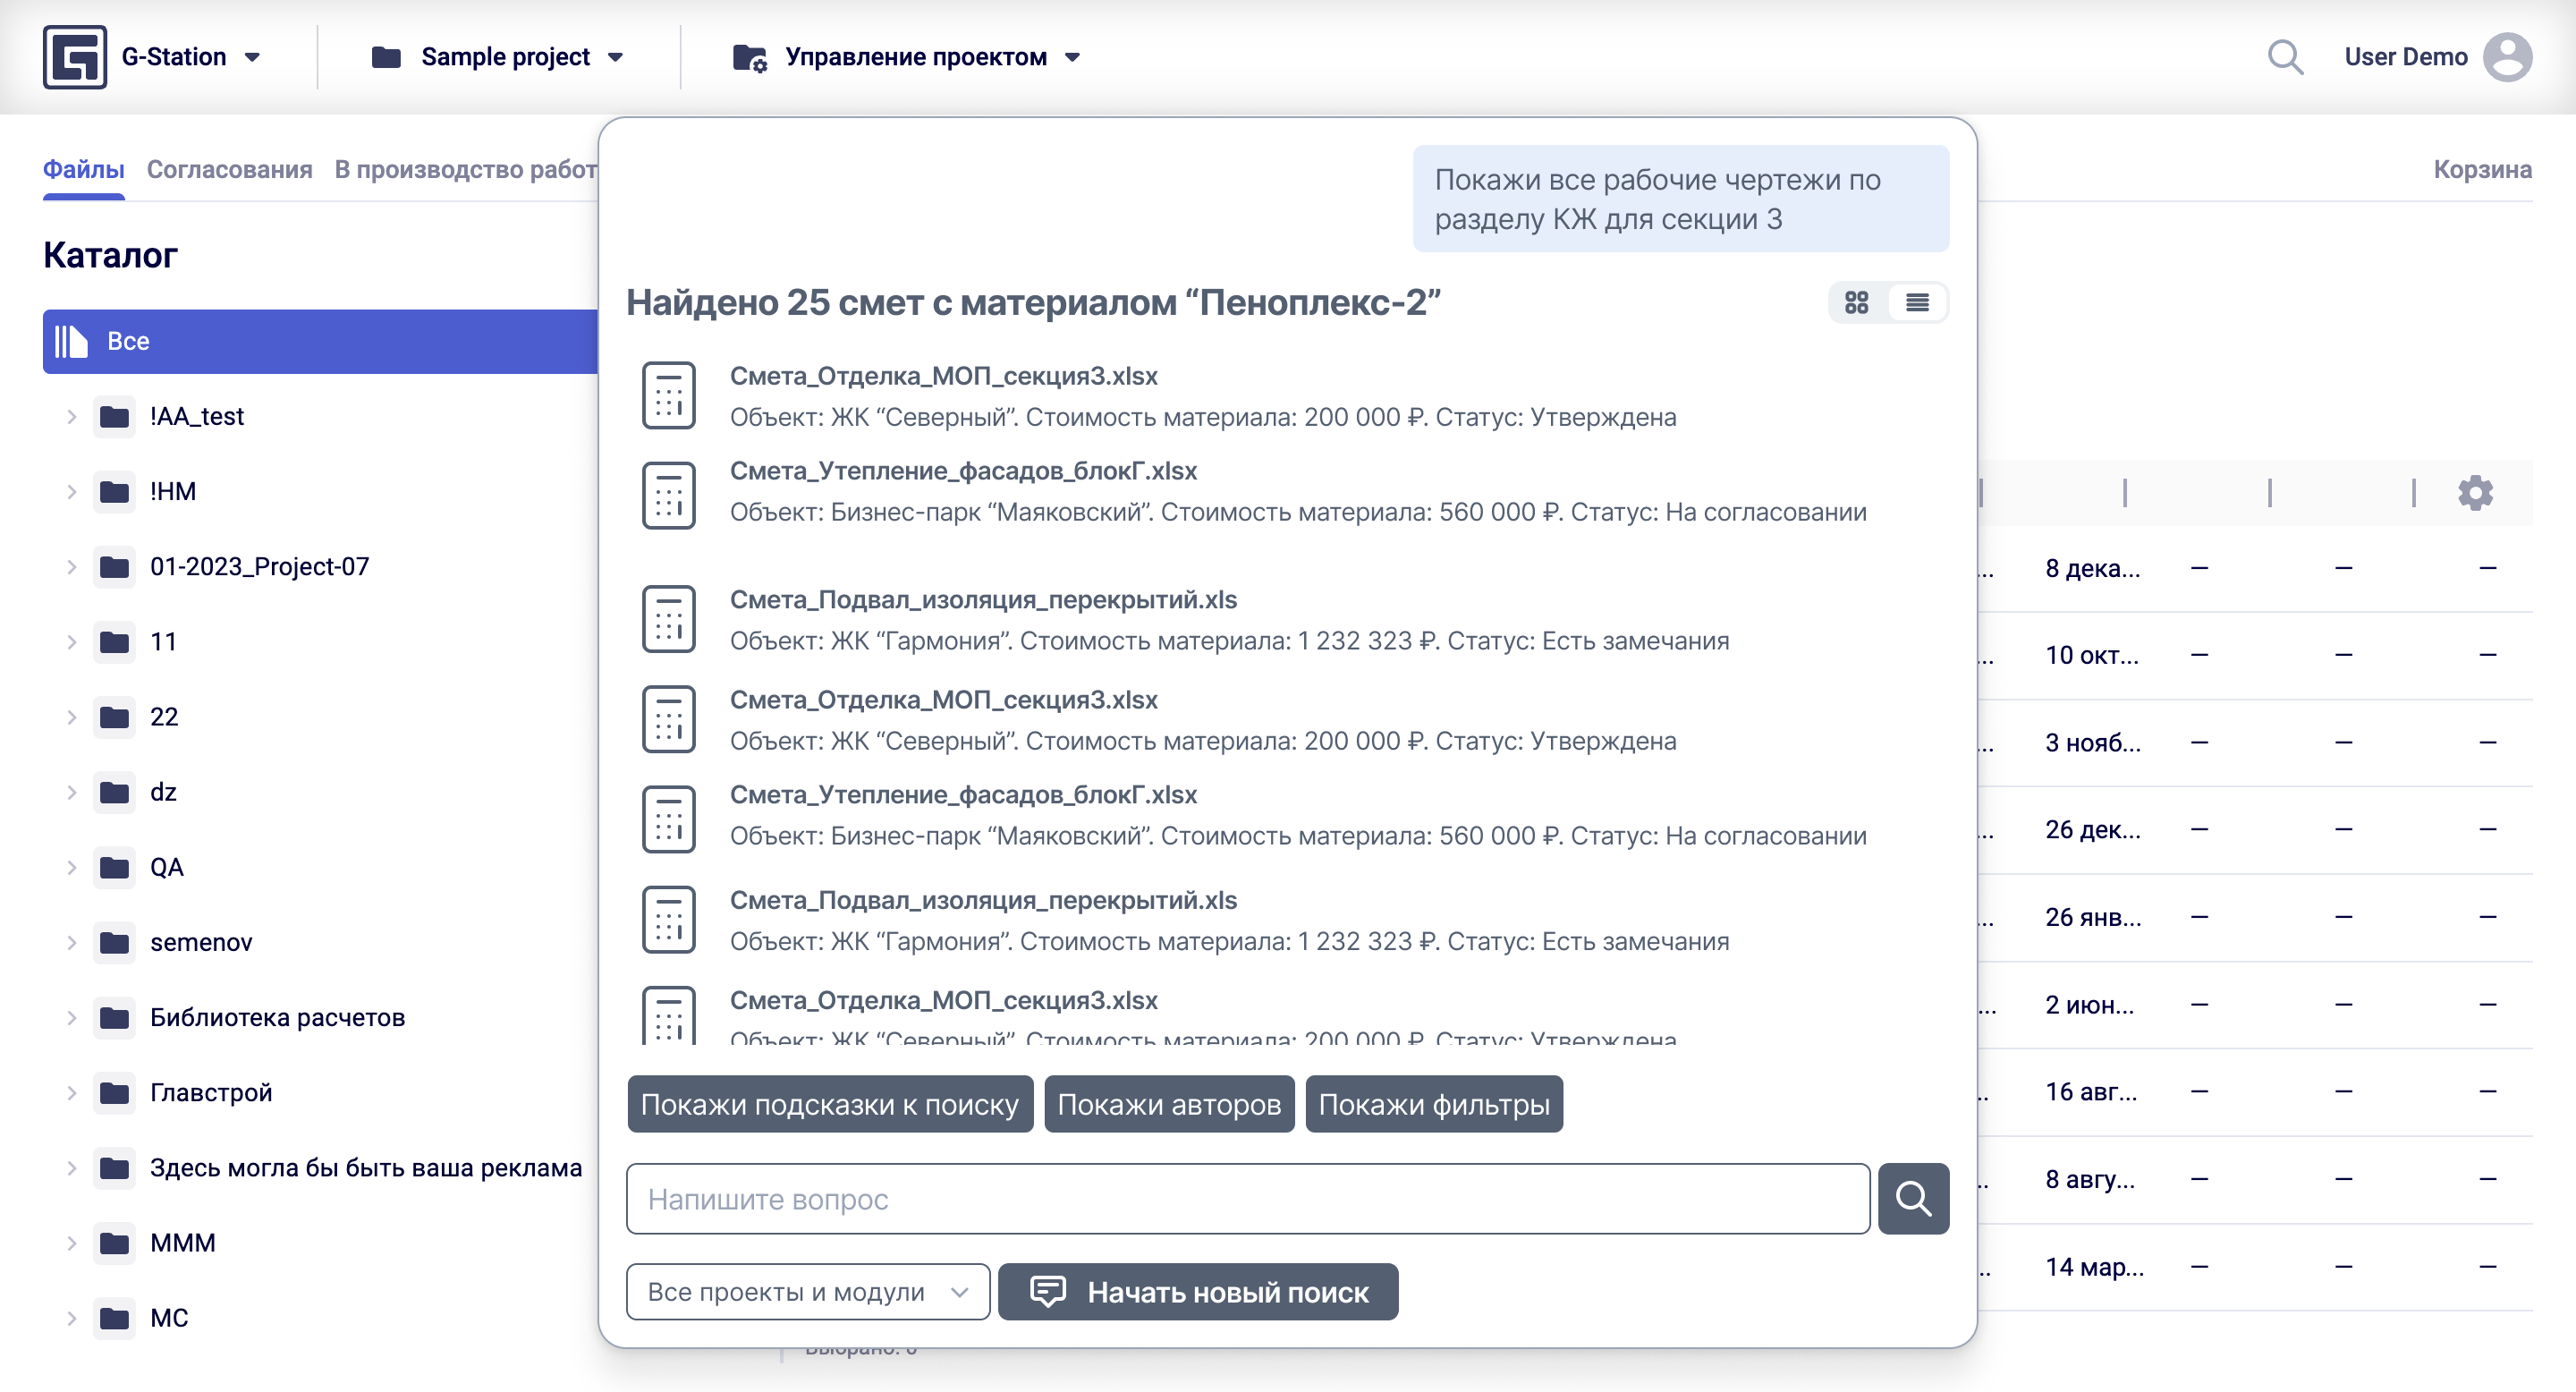 G-Station
Sample project
Управление проектом
User Demo
Файлы
Согласования
В производство работ
Корзина
Каталог
Все
!AA_test
!НМ
01-2023_Project-07
11
22
dz
QA
semenov
Библиотека расчетов
Главстрой
Здесь могла бы быть ваша реклама
МММ
МС
Покажи все рабочие чертежи по
разделу КЖ для секции 3
Найдено 25 смет с материалом “Пеноплекс-2”
Смета_Отделка_МОП_секция3.xlsx
Объект: ЖК “Северный”. Стоимость материала: 200 000 ₽. Статус: Утверждена
Смета_Утепление_фасадов_блокГ.xlsx
Объект: Бизнес-парк “Маяковский”. Стоимость материала: 560 000 ₽. Статус: На согласовании
Смета_Подвал_изоляция_перекрытий.xls
Объект: ЖК “Гармония”. Стоимость материала: 1 232 323 ₽. Статус: Есть замечания
Смета_Отделка_МОП_секция3.xlsx
Объект: ЖК “Северный”. Стоимость материала: 200 000 ₽. Статус: Утверждена
Смета_Утепление_фасадов_блокГ.xlsx
Объект: Бизнес-парк “Маяковский”. Стоимость материала: 560 000 ₽. Статус: На согласовании
Смета_Подвал_изоляция_перекрытий.xls
Объект: ЖК “Гармония”. Стоимость материала: 1 232 323 ₽. Статус: Есть замечания
Смета_Отделка_МОП_секция3.xlsx
Объект: ЖК “Северный”. Стоимость материала: 200 000 ₽. Статус: Утверждена
Покажи подсказки к поиску
Покажи авторов
Покажи фильтры
Напишите вопрос
Все проекты и модули
Начать новый поиск
... 8 дека... — — —
... 10 окт... — — —
... 3 нояб... — — —
... 26 дек... — — —
... 26 янв... — — —
... 2 июн... — — —
.. 16 авг... — — —
.. 8 авгу... — — —
.. 14 мар... — — —